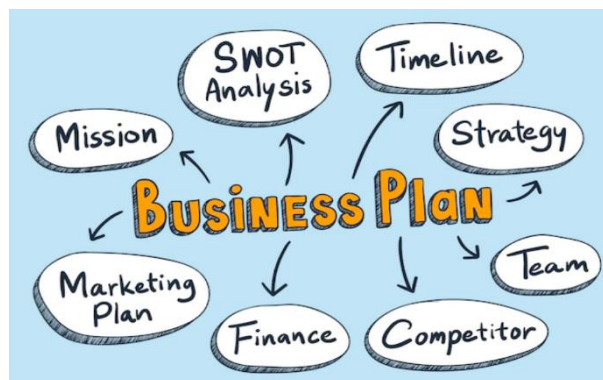 SWOT
Analysis
Timeline
Mission
Strategy
Business Plan
Team
Marketing
Plan
Finance
Competitor